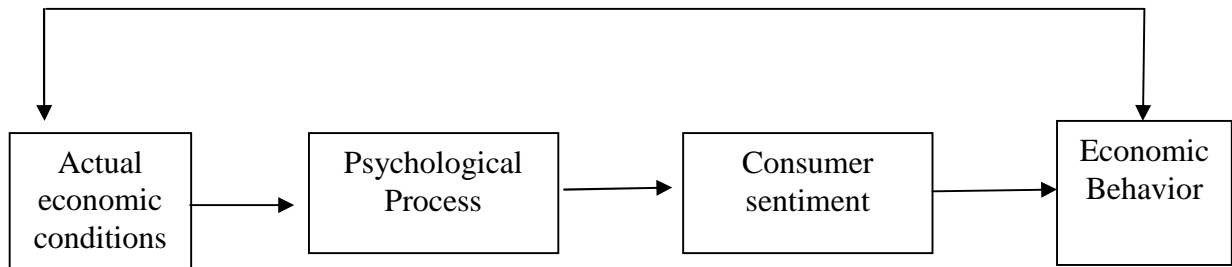 Actual
economic
conditions
Psychological
Process
Consumer
sentiment
Economic
Behavior